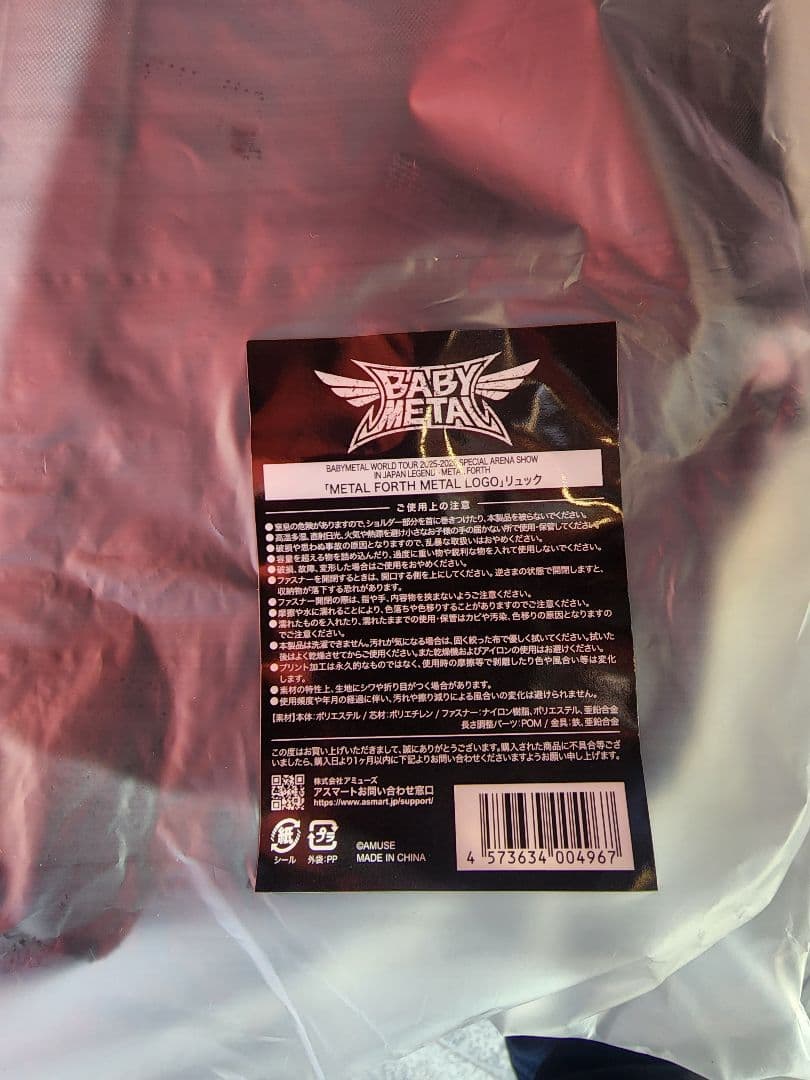 BABY
METAL
BABYMETAL WORLD TOUR 2025-2026 SPECIAL ARENA SHOW
IN JAPAN LEGEND - METAL FORTH
「METAL FORTH METAL LOGO」リュック
ご使用上の注意
●窒息の危険がありますので、ショルダー部分を首に巻きつけたり、本製品を被らないでください。
●高温多湿、直射日光、火気や熱源を避け小さなお子様の手の届かない所で使用・保管してください。
●破損や思わぬ事故の原因となりますので、乱暴な取扱いはおやめください。
●容量を超える物を詰め込んだり、過度に重い物や鋭利な物を入れて使用しないでください。
●破損、故障、変形した場合はご使用をおやめください。
●ファスナーを開閉するときは、開口する側を上にしてください。逆さまの状態で開閉しますと、
収納物が落下する恐れがあります。
●ファスナー開閉の際は、指や手、内容物を挟まないようご注意ください。
●摩擦や水に濡れることにより、色落ちや色移りすることがありますのでご注意ください。
●濡れたものを入れたり、濡れたままでの使用・保管はカビや汚染、色移りの原因となりますの
でご注意ください。
●本製品は洗濯できません。汚れが気になる場合は、固く絞った布で優しく拭いてください。拭いた
後はよく乾燥させてからご使用ください。また乾燥機およびアイロンの使用はお避けください。
●プリント加工は永久的なものではなく、使用時の摩擦等で剥離したり色や風合い等は変化
します。
●素材の特性上、生地にシワや折り目がつく場合があります。
●使用頻度や年月の経過に伴い、汚れや擦り減りによる風合いの変化は避けられません。
【素材】本体:ポリエステル / 芯材:ポリエチレン / ファスナー:ナイロン樹脂、ポリエステル、亜鉛合金
長さ調整パーツ:POM / 金具:鉄、亜鉛合金
この度はお買い上げいただきまして、誠にありがとうございます。購入された商品に不具合等ござ
いましたら、購入日より1ヶ月以内に下記よりお問い合わせくださいますようお願い申し上げます。
株式会社アミューズ
アスマートお問い合わせ窓口
https://www.asmart.jp/support/
紙
シール
プラ
外袋:PP
©AMUSE
MADE IN CHINA
4 573634 004967